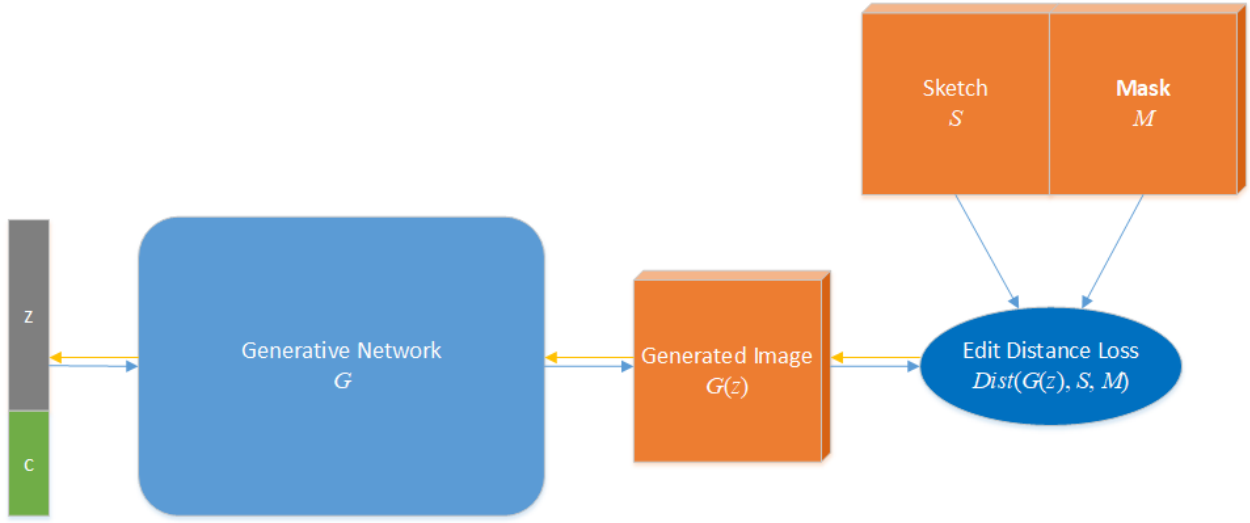 Sketch
S
Mask
M
z
c
Generative Network
G
Generated Image
G(z)
Edit Distance Loss
Dist(G(z), S, M)